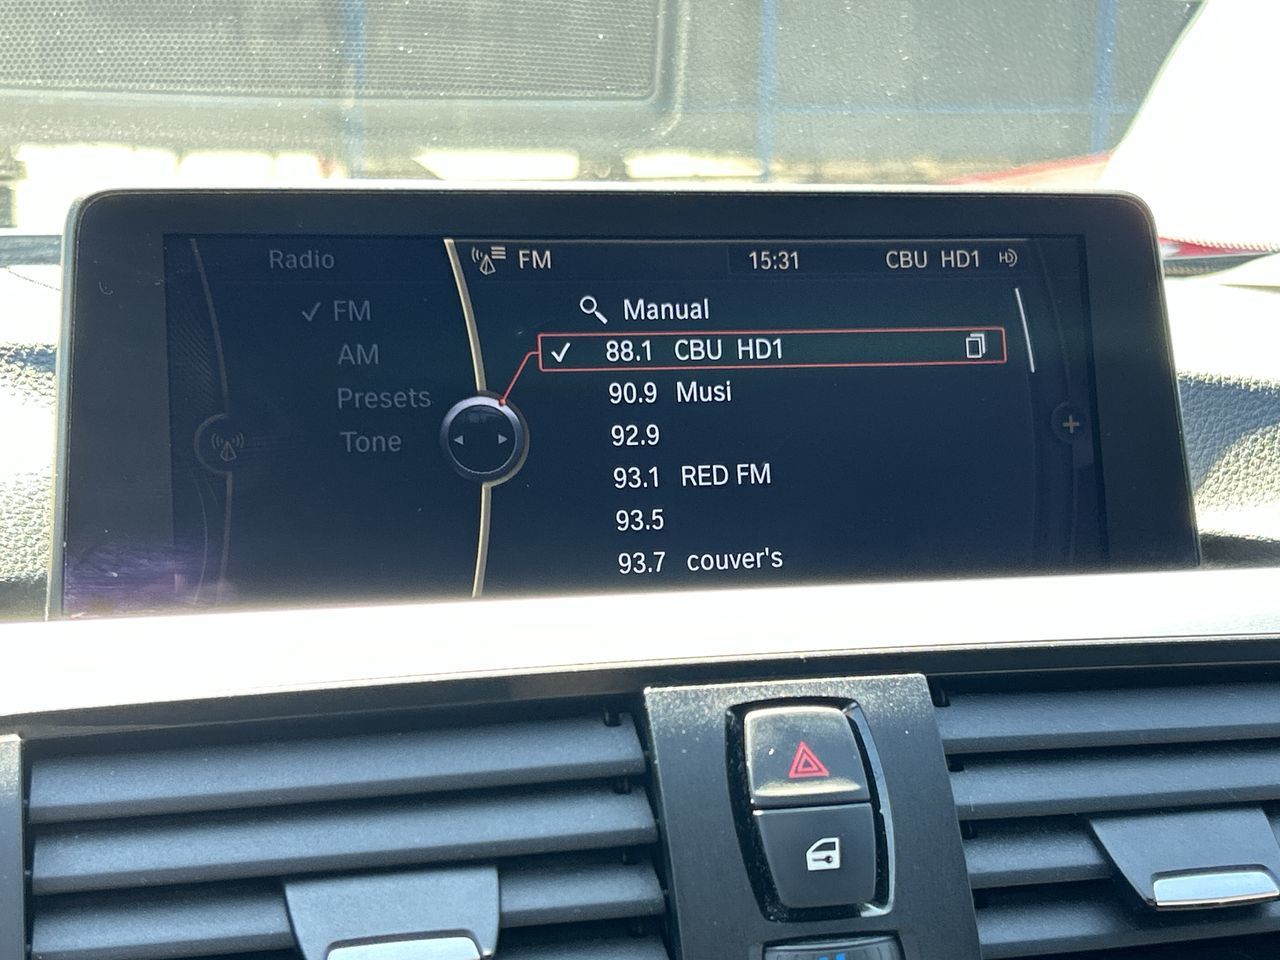 Radio
FM
AM
Presets
Tone
FM 15:31 CBU HD1 HD
Manual
88.1 CBU HD1
90.9 Musi
92.9
93.1 RED FM
93.5
93.7 couver's